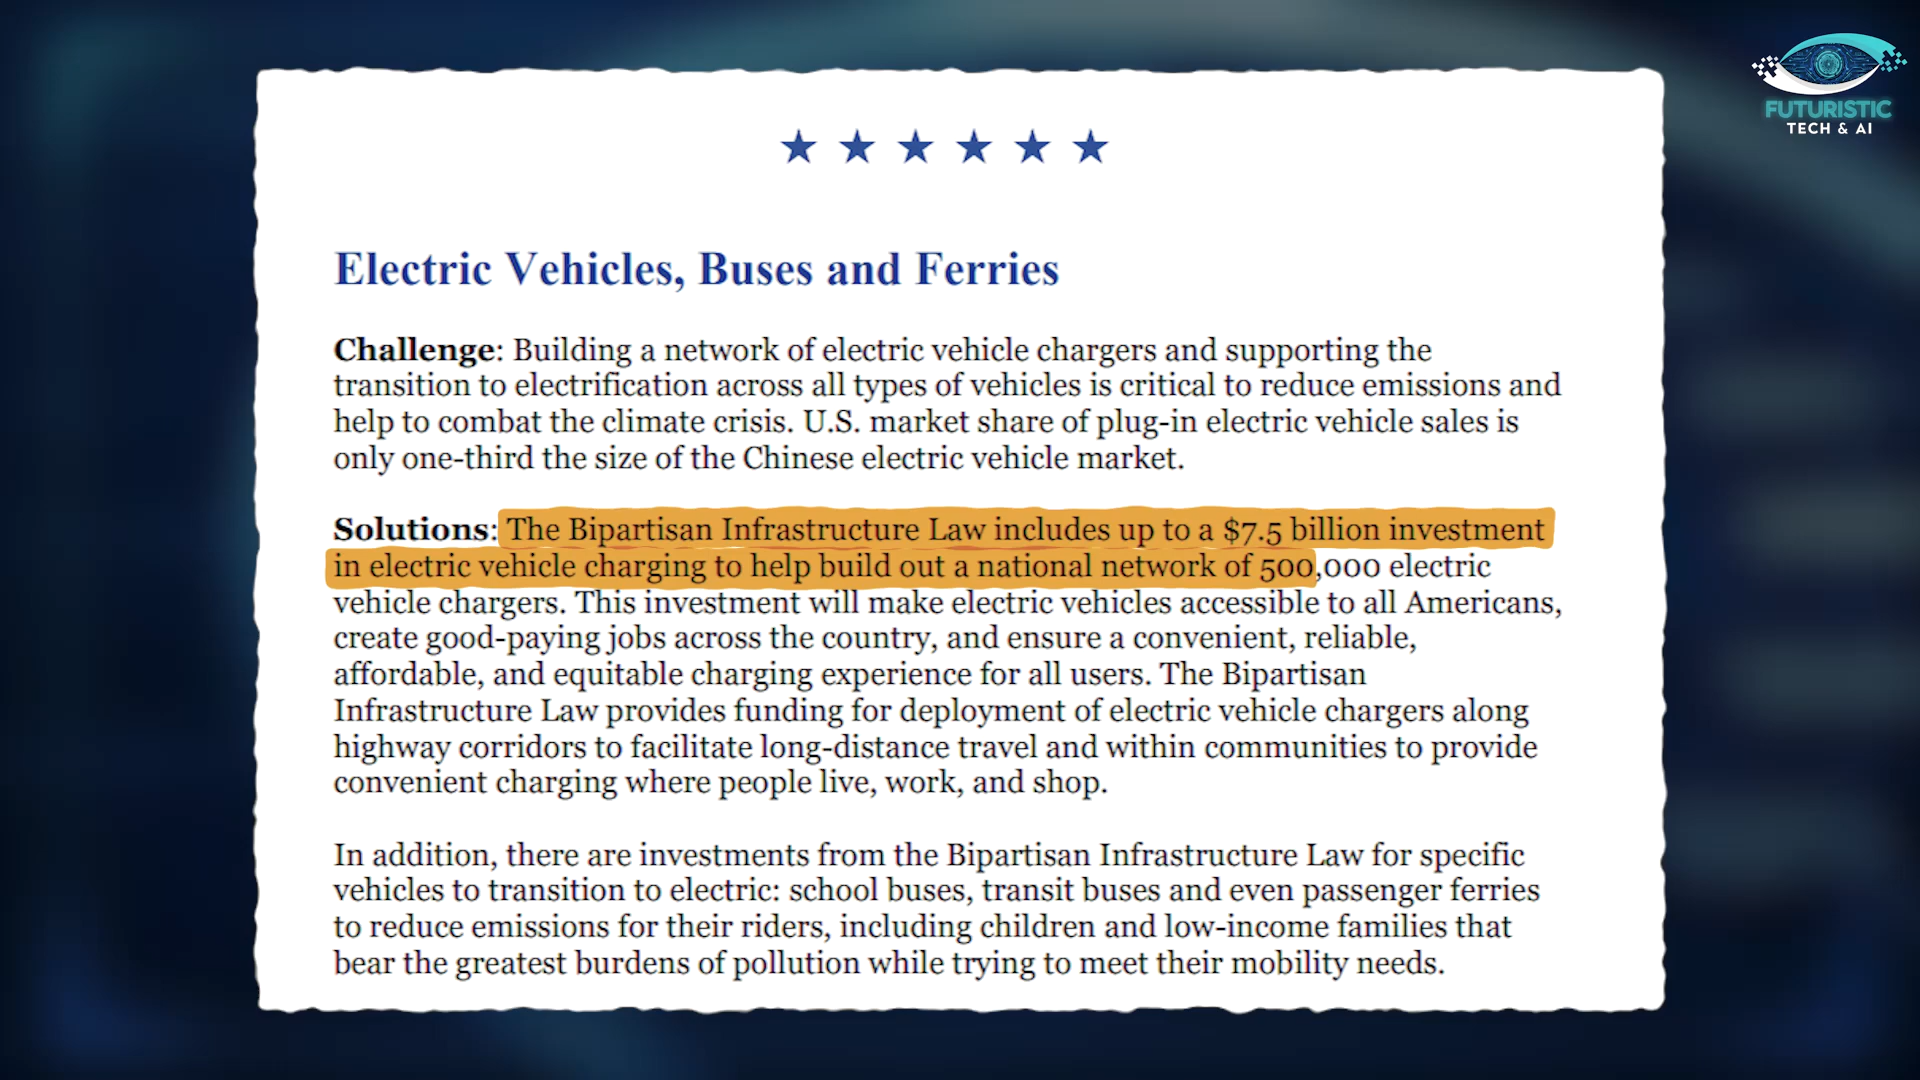 FUTURISTIC
TECH & AI
Electric Vehicles, Buses and Ferries
Challenge: Building a network of electric vehicle chargers and supporting the
transition to electrification across all types of vehicles is critical to reduce emissions and
help to combat the climate crisis. U.S. market share of plug-in electric vehicle sales is
only one-third the size of the Chinese electric vehicle market.
Solutions: The Bipartisan Infrastructure Law includes up to a $7.5 billion investment
in electric vehicle charging to help build out a national network of 500,000 electric
vehicle chargers. This investment will make electric vehicles accessible to all Americans,
create good-paying jobs across the country, and ensure a convenient, reliable,
affordable, and equitable charging experience for all users. The Bipartisan
Infrastructure Law provides funding for deployment of electric vehicle chargers along
highway corridors to facilitate long-distance travel and within communities to provide
convenient charging where people live, work, and shop.
In addition, there are investments from the Bipartisan Infrastructure Law for specific
vehicles to transition to electric: school buses, transit buses and even passenger ferries
to reduce emissions for their riders, including children and low-income families that
bear the greatest burdens of pollution while trying to meet their mobility needs.